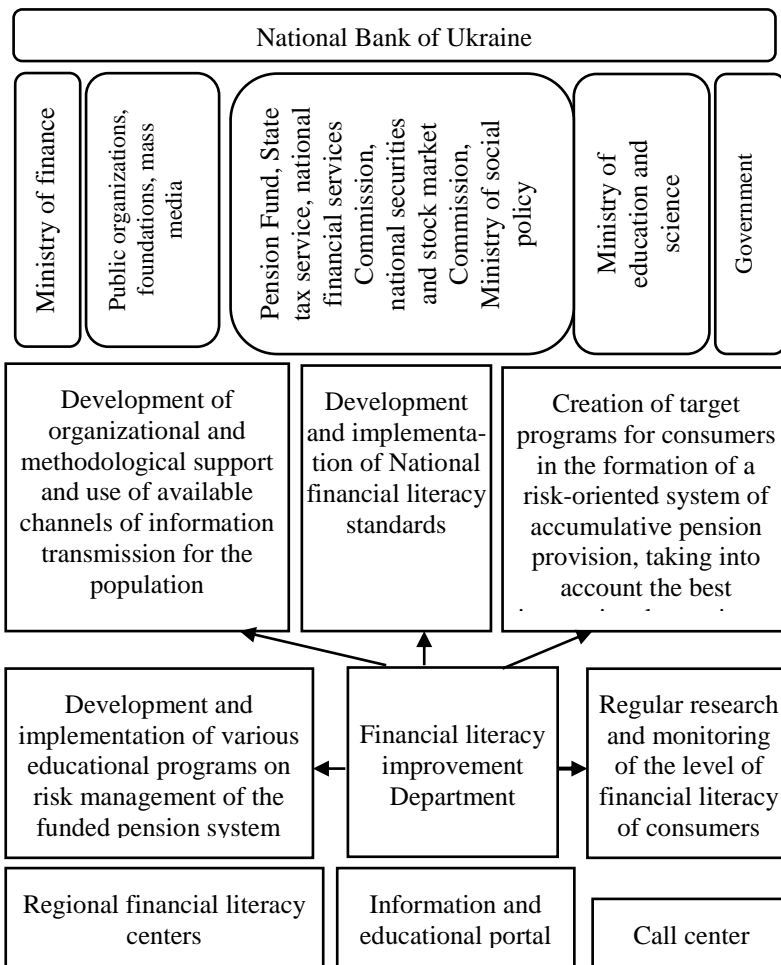 National Bank of Ukraine
Ministry of finance
Public organizations,
foundations, mass
media
Pension Fund, State
tax service, national
financial services
Commission,
national securities
and stock market
Commission,
Ministry of social
policy
Ministry of
education and
science
Government
Development of
organizational and
methodological support
and use of available
channels of information
transmission for the
population
Development
and implementa-
tion of National
financial literacy
standards
Creation of target
programs for consumers
in the formation of a
risk-oriented system of
accumulative pension
provision, taking into
account the best
Development and
implementation of various
educational programs on
risk management of the
funded pension system
Financial literacy
improvement
Department
Regular research
and monitoring
of the level of
financial literacy
of consumers
Regional financial literacy
centers
Information and
educational portal
Call center